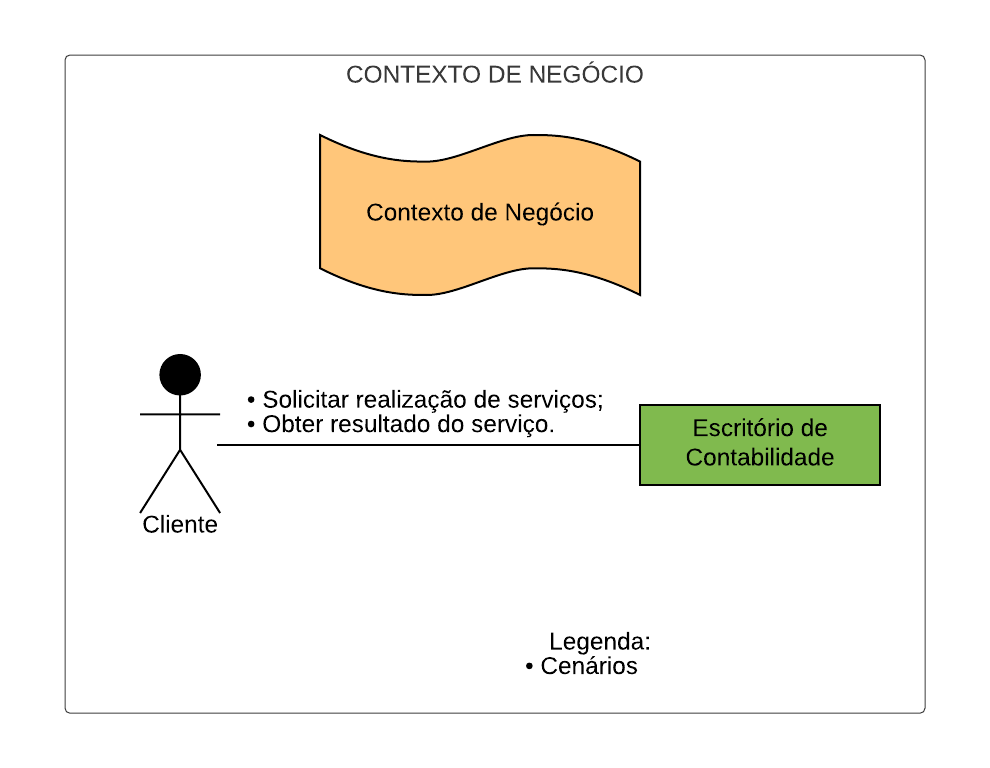 CONTEXTO DE NEGÓCIO
Contexto de Negócio
• Solicitar realização de serviços;
• Obter resultado do serviço.
Escritório de
Contabilidade
Cliente
Legenda:
• Cenários